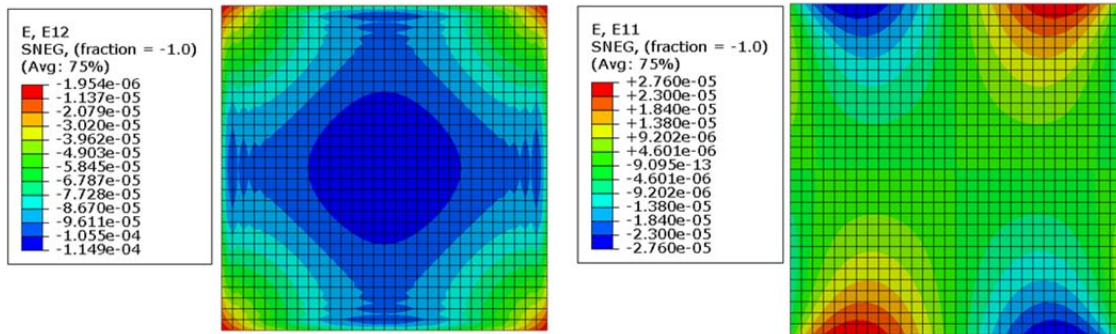 E, E12
SNEG, (fraction = -1.0)
(Avg: 75%)
-1.954e-06
-1.137e-05
-2.079e-05
-3.020e-05
-3.962e-05
-4.903e-05
-5.845e-05
-6.787e-05
-7.728e-05
-8.670e-05
-9.611e-05
-1.055e-04
-1.149e-04
E, E11
SNEG, (fraction = -1.0)
(Avg: 75%)
+2.760e-05
+2.300e-05
+1.840e-05
+1.380e-05
+9.202e-06
+4.601e-06
-9.095e-13
-4.601e-06
-9.202e-06
-1.380e-05
-1.840e-05
-2.300e-05
-2.760e-05